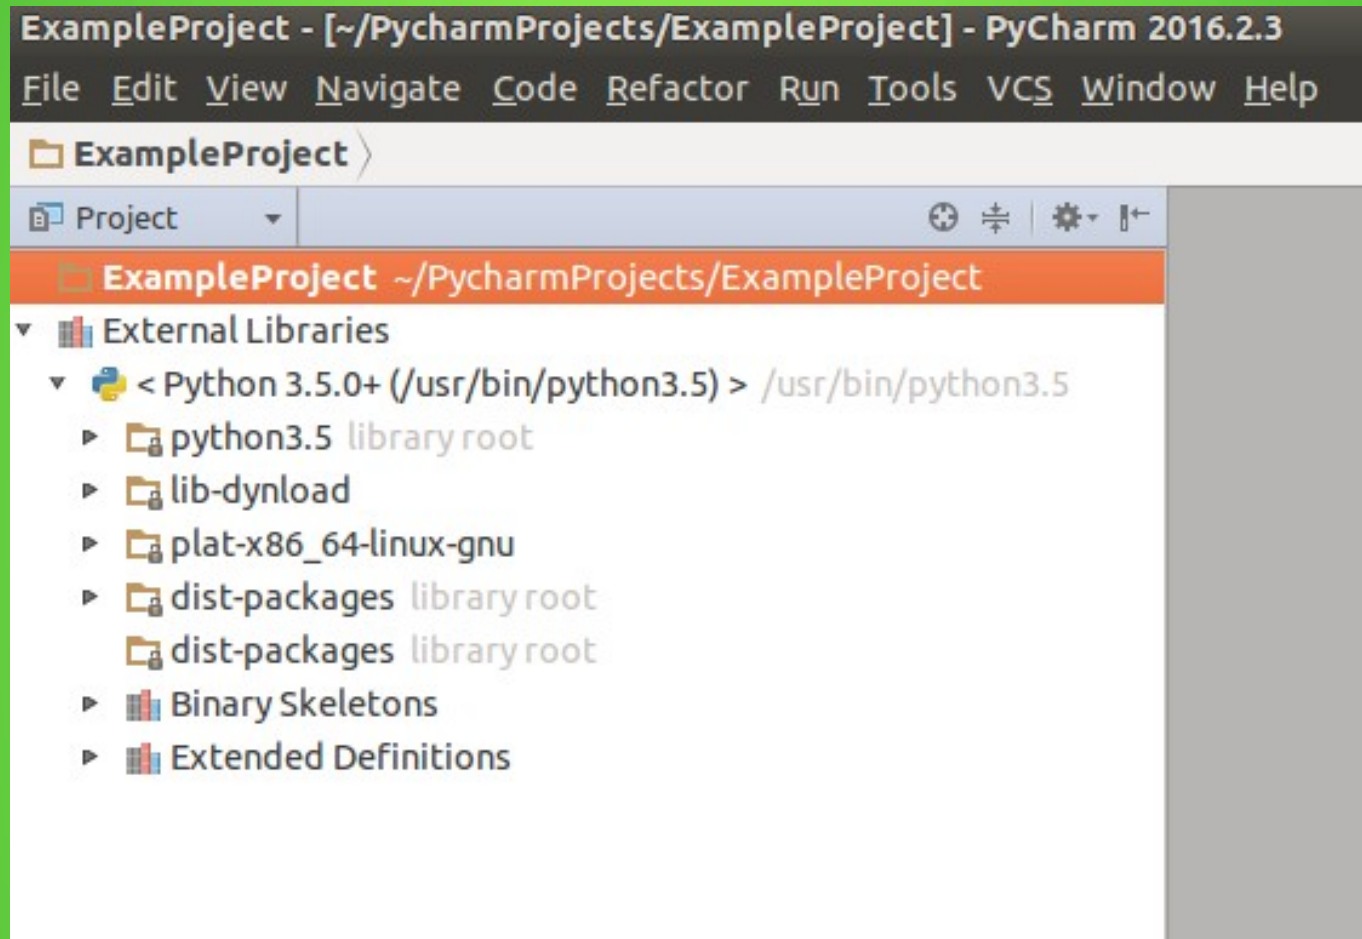 ExampleProject - [~/PycharmProjects/ExampleProject] - PyCharm 2016.2.3
File Edit View Navigate Code Refactor Run Tools VCS Window Help
ExampleProject
Project
ExampleProject ~/PycharmProjects/ExampleProject
External Libraries
< Python 3.5.0+ (/usr/bin/python3.5) > /usr/bin/python3.5
python3.5 library root
lib-dynload
plat-x86_64-linux-gnu
dist-packages library root
dist-packages library root
Binary Skeletons
Extended Definitions